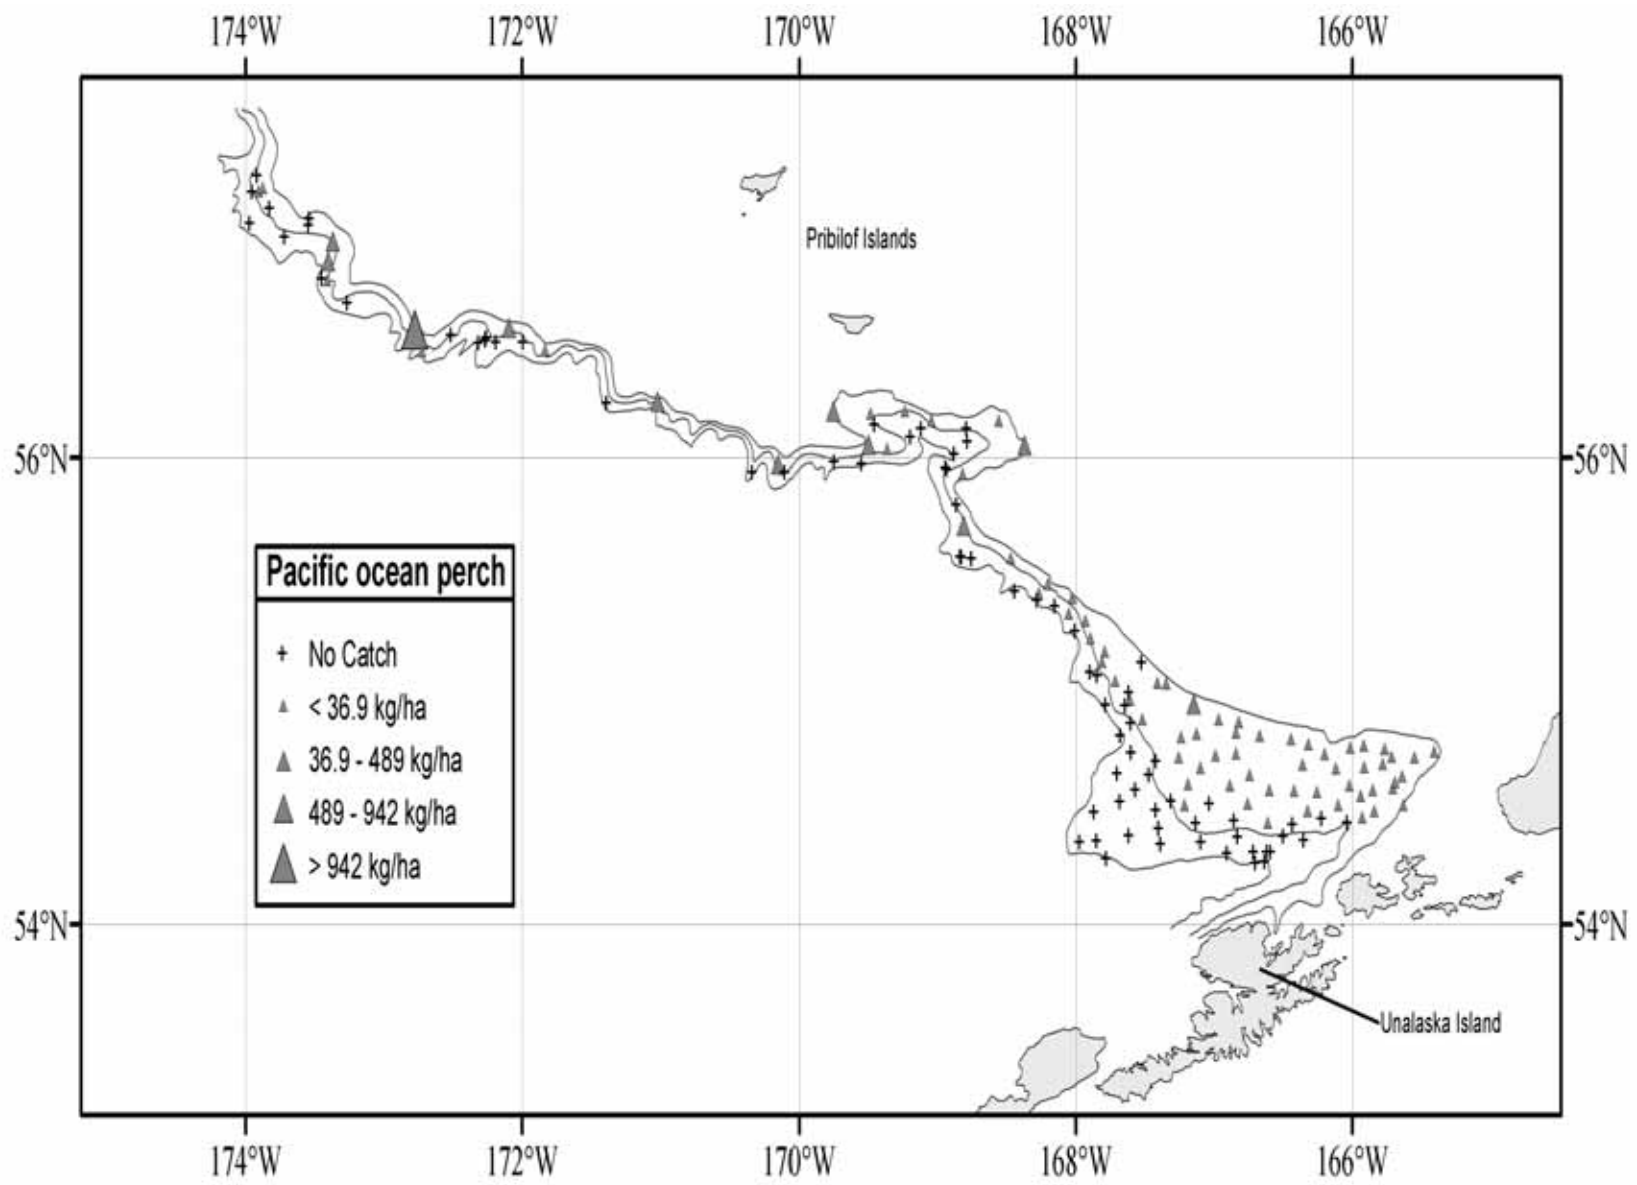 174°W 172°W 170°W 168°W 166°W
Pribilof Islands
56°N 56°N
Pacific ocean perch
No Catch
< 36.9 kg/ha
36.9 - 489 kg/ha
489 - 942 kg/ha
> 942 kg/ha
54°N 54°N
Unalaska Island
174°W 172°W 170°W 168°W 166°W